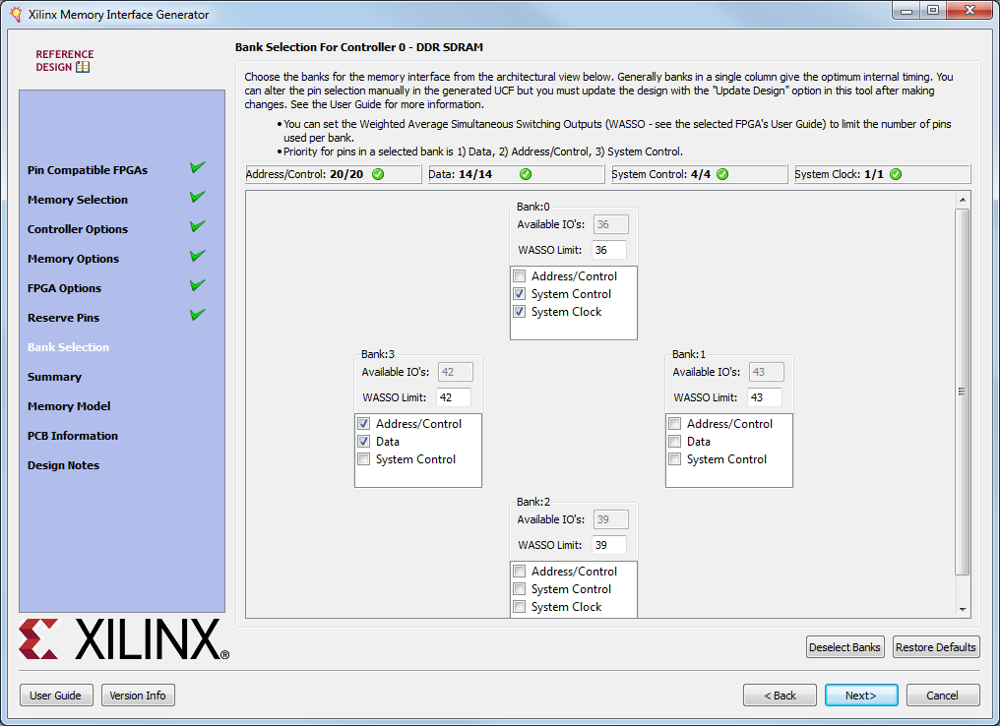 Xilinx Memory Interface Generator
REFERENCE
DESIGN
Pin Compatible FPGAs
Memory Selection
Controller Options
Memory Options
FPGA Options
Reserve Pins
Bank Selection
Summary
Memory Model
PCB Information
Design Notes
XILINX®
Bank Selection For Controller 0 - DDR SDRAM
Choose the banks for the memory interface from the architectural view below. Generally banks in a single column give the optimum internal timing. You
can alter the pin selection manually in the generated UCF but you must update the design with the "Update Design" option in this tool after making
changes. See the User Guide for more information.
•You can set the Weighted Average Simultaneous Switching Outputs (WASSO - see the selected FPGA's User Guide) to limit the number of pins
used per bank.
•Priority for pins in a selected bank is 1) Data, 2) Address/Control, 3) System Control.
Address/Control: 20/20 Data: 14/14 System Control: 4/4 System Clock: 1/1
Bank:0
Available IO's: 36
WASSO Limit: 36
Address/Control
System Control
System Clock
Bank:3
Available IO's: 42
WASSO Limit: 42
Address/Control
Data
System Control
Bank:1
Available IO's: 43
WASSO Limit: 43
Address/Control
Data
System Control
Bank:2
Available IO's: 39
WASSO Limit: 39
Address/Control
System Control
System Clock
Deselect Banks Restore Defaults
User Guide Version Info < Back Next> Cancel